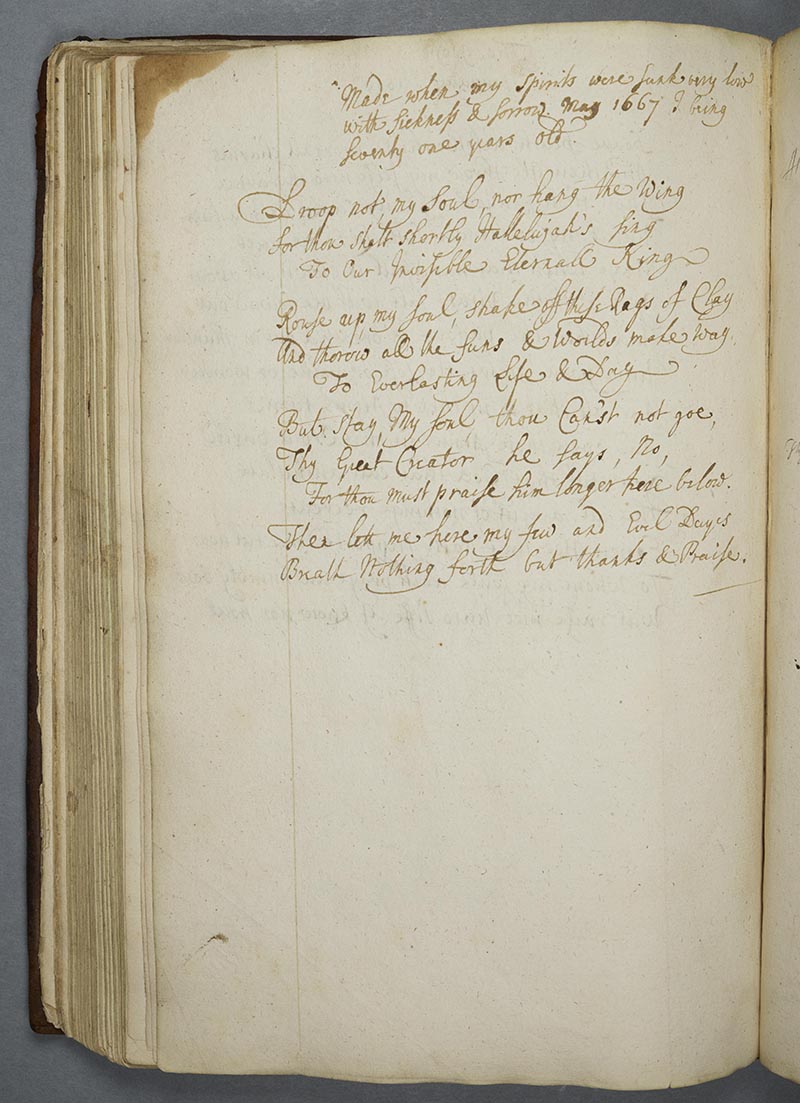 Made when my spirits were sunk very low
with sickness & sorrow May 1667 I being
seventy one years old.
Droop not, my soul, nor hang the Wing
for thou shalt shortly Hallelujah's sing
To Our Invisible Eternall King
Rouse up, my soul, shake off these Rags of Clay
And thorow all the suns & Worlds make way
To Everlasting Life & Day
But stay, My soul thou Can'st not goe,
Thy Great Creator he says, No,
For thou must praise him longer here below.
Then lett me here my few and Evil Dayes
Breath Nothing forth but thanks & Praise.